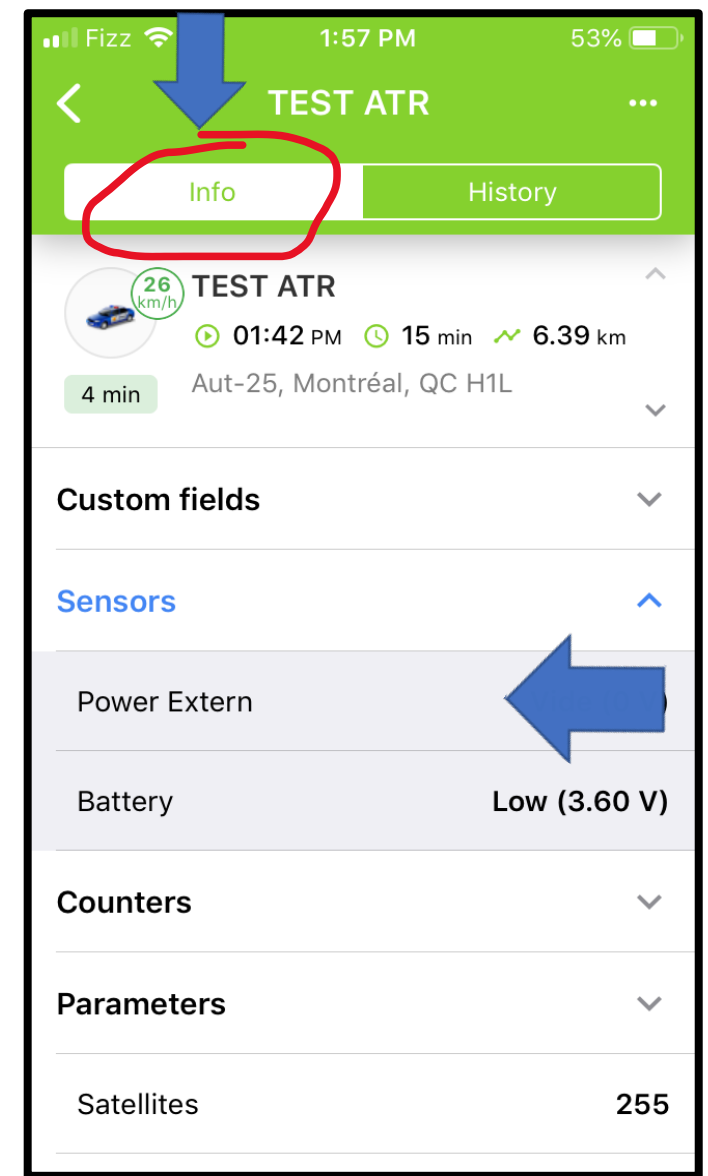 Fizz 1:57 PM 53%
TEST ATR
Info History
26 km/h
TEST ATR
01:42 PM 15 min 6.39 km
4 min
Aut-25, Montréal, QC H1L
Custom fields
Sensors
Power Extern
Battery Low (3.60 V)
Counters
Parameters
Satellites 255